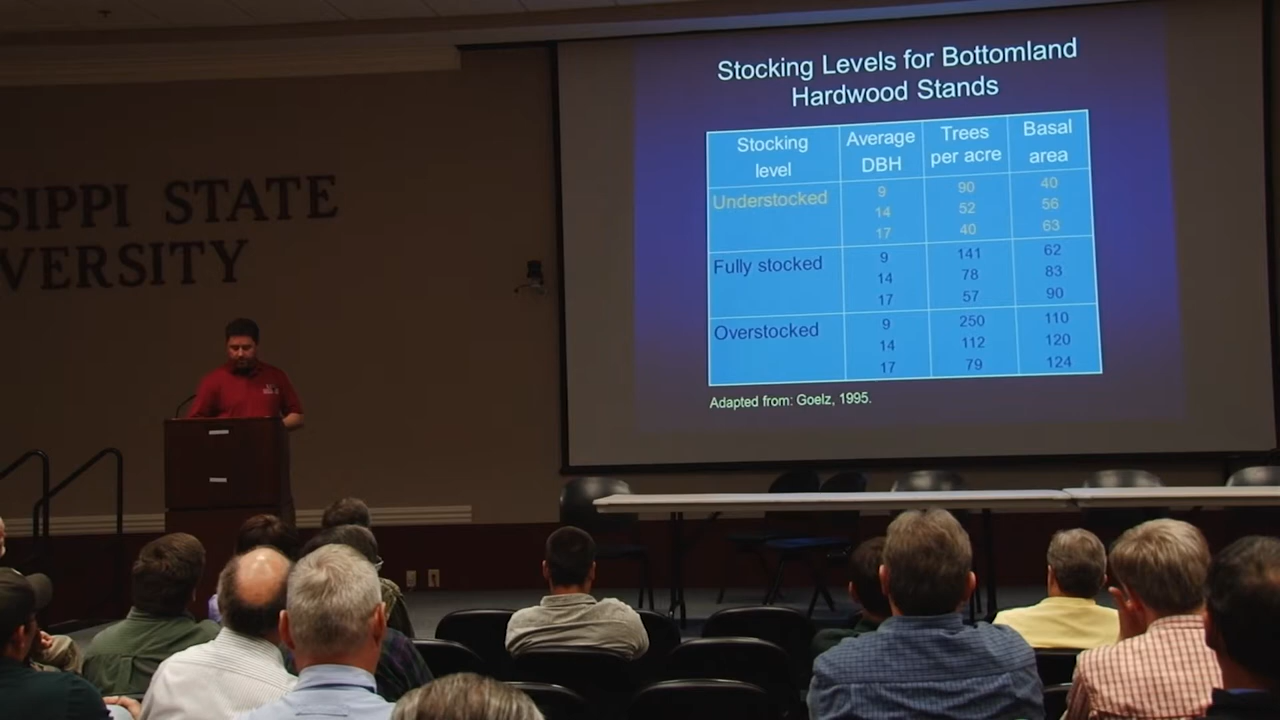 SIPPI STATE
VERSITY
Stocking Levels for Bottomland
Hardwood Stands
Stocking level Average DBH Trees per acre Basal area
Understocked 9 90 40
14 52 56
17 40 63
Fully stocked 9 141 62
14 78 83
17 57 90
Overstocked 9 250 110
14 112 120
17 79 124
Adapted from: Goelz, 1995.